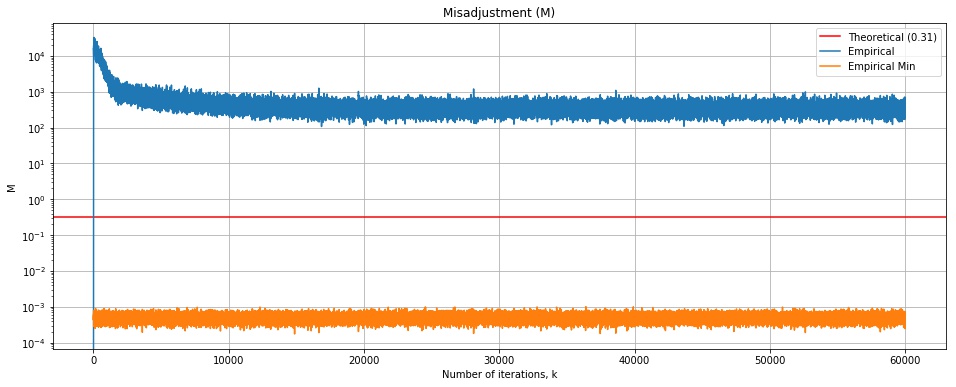 Misadjustment (M)
Theoretical (0.31)
Empirical
Empirical Min
M
10⁴
10³
10²
10¹
10⁰
10⁻¹
10⁻²
10⁻³
10⁻⁴
0 10000 20000 30000 40000 50000 60000
Number of iterations, k